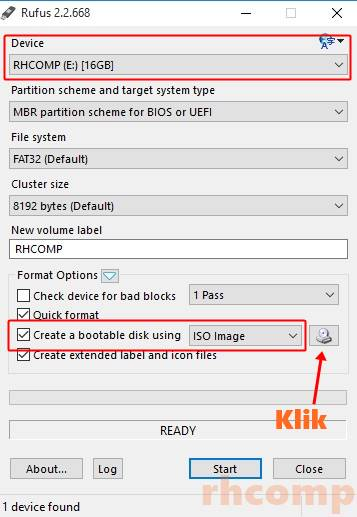 Rufus 2.2.668
Device
RHCOMP (E:) [16GB]
Partition scheme and target system type
MBR partition scheme for BIOS or UEFI
File system
FAT32 (Default)
Cluster size
8192 bytes (Default)
New volume label
RHCOMP
Format Options
Check device for bad blocks 1 Pass
Quick format
Create a bootable disk using ISO Image
Create extended label and icon files
Klik
READY
About... Log Start Close
rhcomp
1 device found